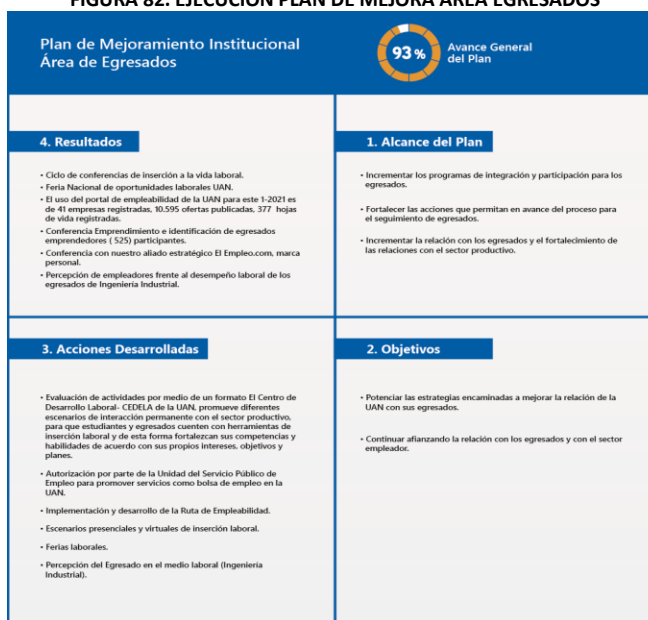 FIGURA 82. EJECUCIÓN PLAN DE MEJORA ÁREA EGRESADOS
Plan de Mejoramiento Institucional
Área de Egresados
93 %
Avance General
del Plan
4. Resultados
• Ciclo de conferencias de inserción a la vida laboral.
• Feria Nacional de oportunidades laborales UAN.
• El uso del portal de empleabilidad de la UAN para este 1-2021 es
de 41 empresas registradas, 10.595 ofertas publicadas, 377 hojas
de vida registradas.
• Conferencia Emprendimiento e identificación de egresados
emprendedores ( 525) participantes.
• Conferencia con nuestro aliado estratégico El Empleo.com, marca
personal.
• Percepción de empleadores frente al desempeño laboral de los
egresados de Ingeniería Industrial.
1. Alcance del Plan
• Incrementar los programas de integración y participación para los
egresados.
• Fortalecer las acciones que permitan en avance del proceso para
el seguimiento de egresados.
• Incrementar la relación con los egresados y el fortalecimiento de
las relaciones con el sector productivo.
3. Acciones Desarrolladas
• Evaluación de actividades por medio de un formato El Centro de
Desarrollo Laboral- CEDELA de la UAN, promueve diferentes
escenarios de interacción permanente con el sector productivo,
para que estudiantes y egresados cuenten con herramientas de
inserción laboral y de esta forma fortalezcan sus competencias y
habilidades de acuerdo con sus propios intereses, objetivos y
planes.
• Autorización por parte de la Unidad del Servicio Público de
Empleo para promover servicios como bolsa de empleo en la
UAN.
• Implementación y desarrollo de la Ruta de Empleabilidad.
• Escenarios presenciales y virtuales de inserción laboral.
• Ferias laborales.
• Percepción del Egresado en el medio laboral (Ingeniería
Industrial).
2. Objetivos
• Potenciar las estrategias encaminadas a mejorar la relación de la
UAN con sus egresados.
• Continuar afianzando la relación con los egresados y con el sector
empleador.